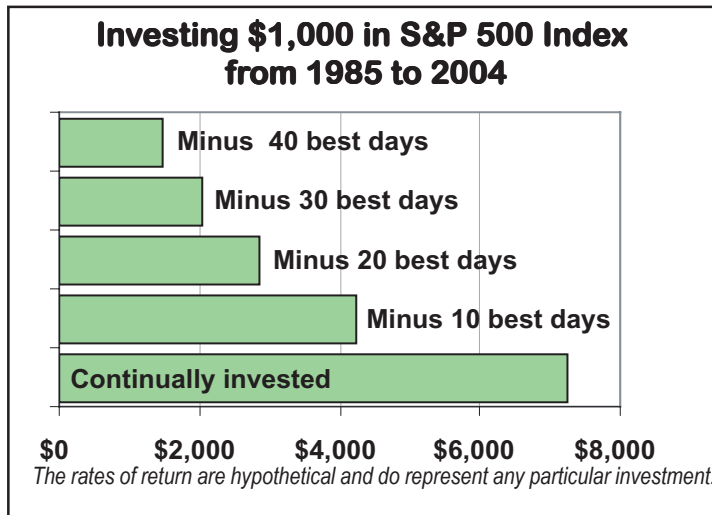 Investing $1,000 in S&P 500 Index
from 1985 to 2004
Minus 40 best days
Minus 30 best days
Minus 20 best days
Minus 10 best days
Continually invested
$0 $2,000 $4,000 $6,000 $8,000
The rates of return are hypothetical and do represent any particular investment.